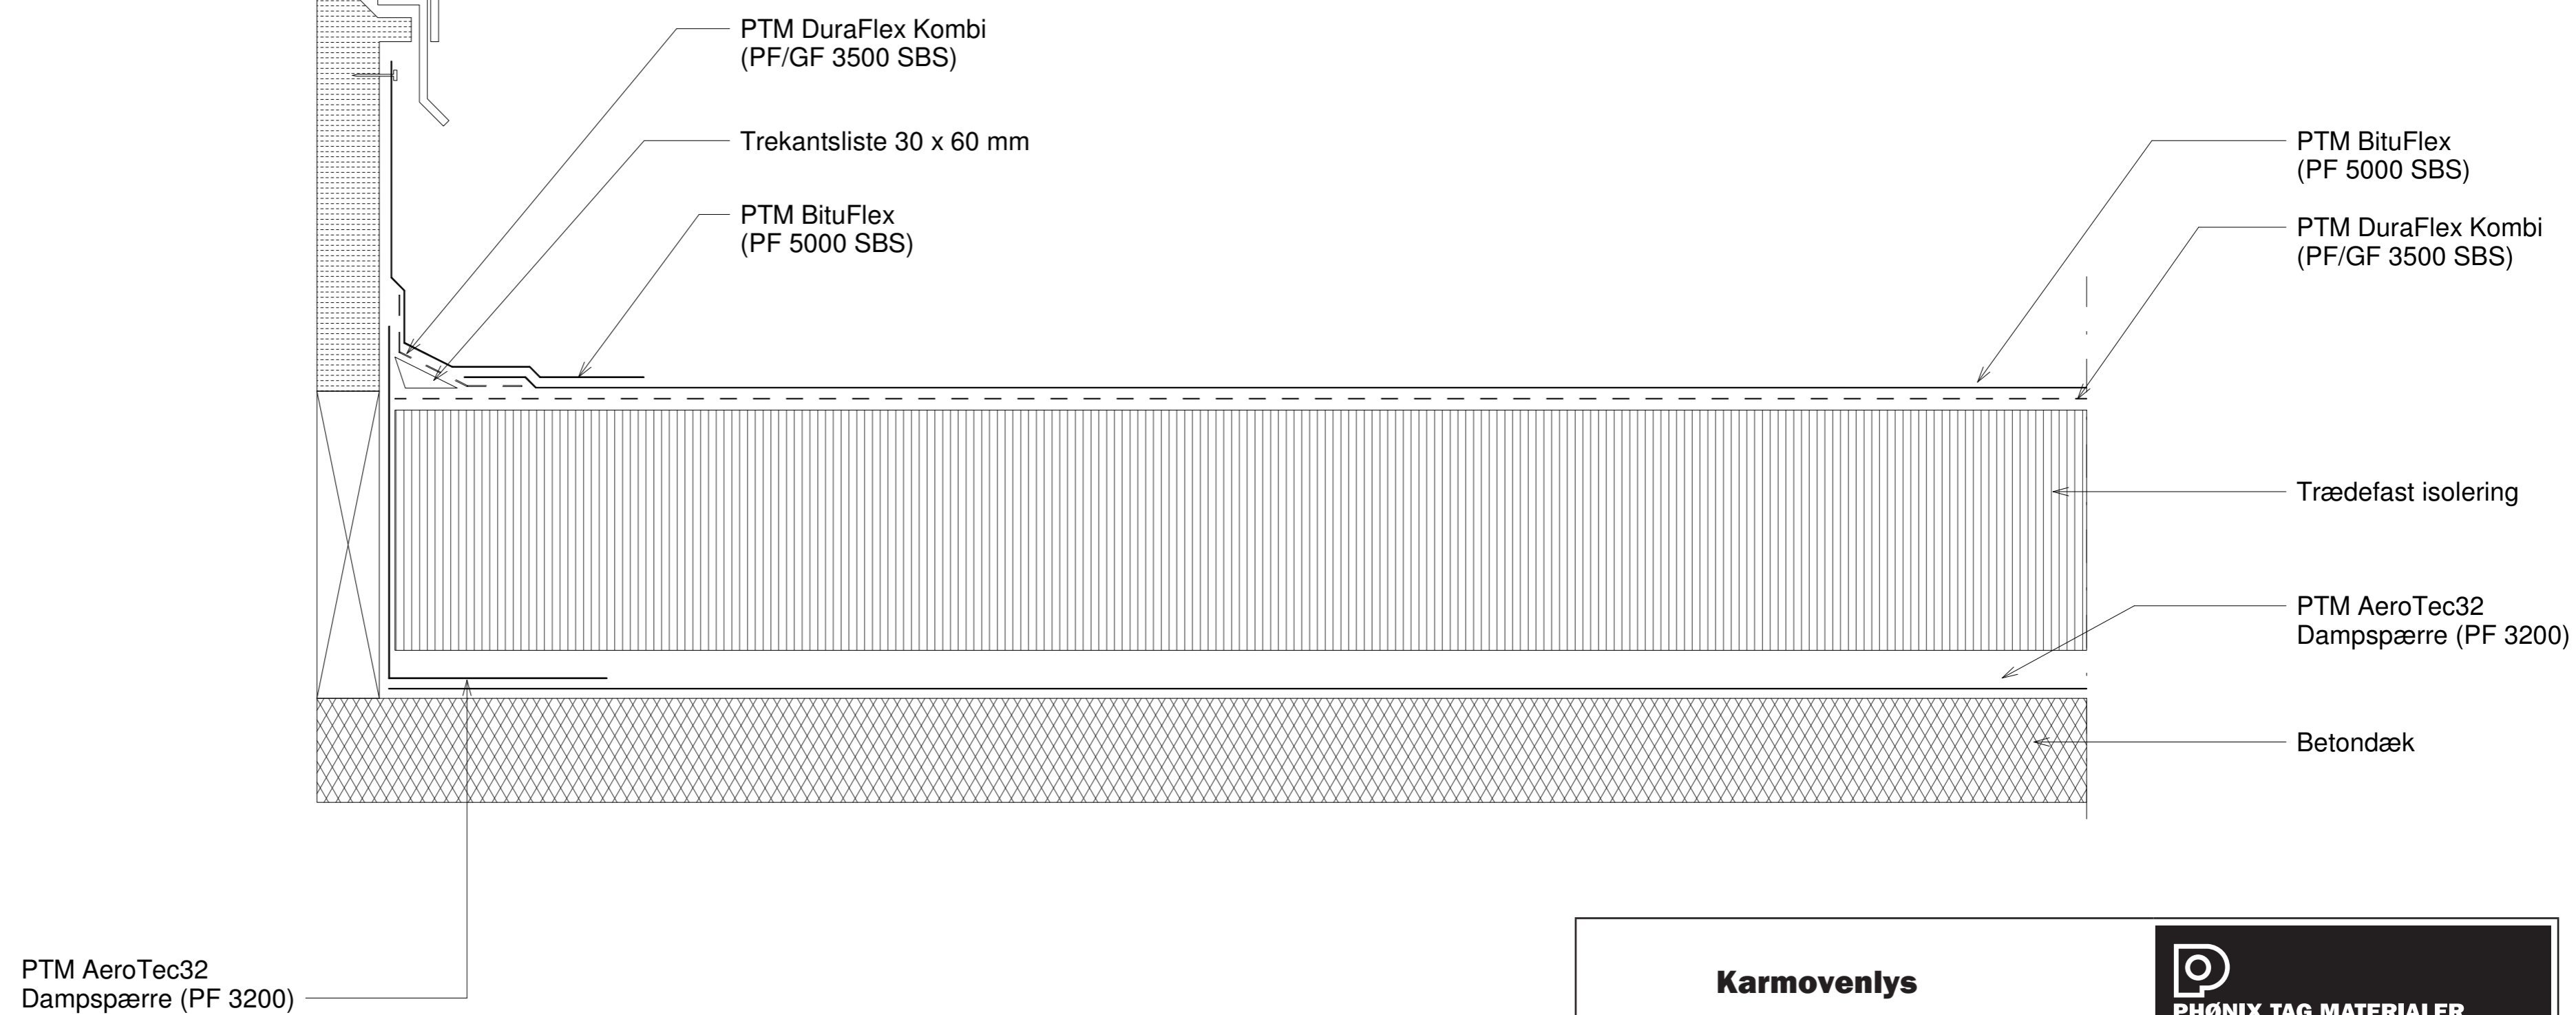 PTM DuraFlex Kombi
(PF/GF 3500 SBS)
Trekantsliste 30 x 60 mm
PTM BituFlex
(PF 5000 SBS)
PTM BituFlex
(PF 5000 SBS)
PTM DuraFlex Kombi
(PF/GF 3500 SBS)
Trædefast isolering
PTM AeroTec32
Dampspærre (PF 3200)
Betondæk
PTM AeroTec32
Dampspærre (PF 3200)
Karmovenlys
PHØNIX TAG MATERIALER